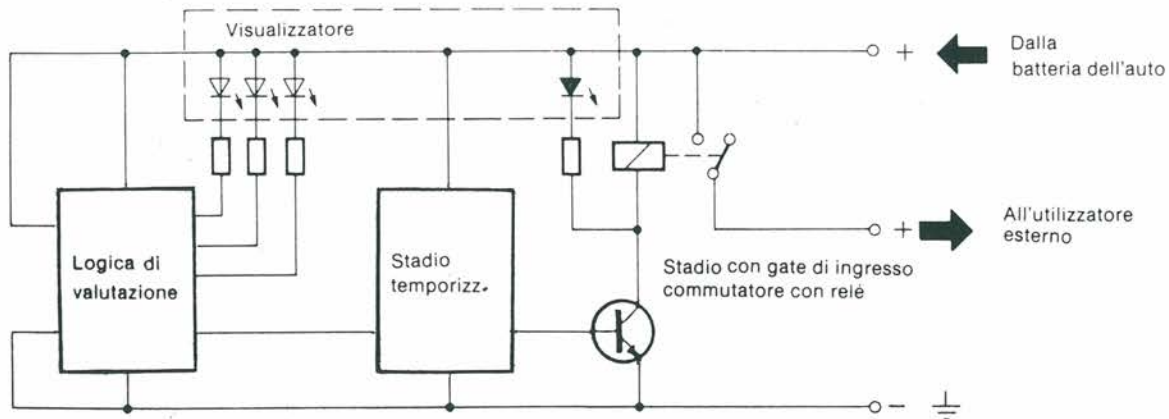 Visualizzatore
+
Dalla
batteria dell'auto
Logica di
valutazione
Stadio
temporizz.
+
All'utilizzatore
esterno
Stadio con gate di ingresso
commutatore con relé
-